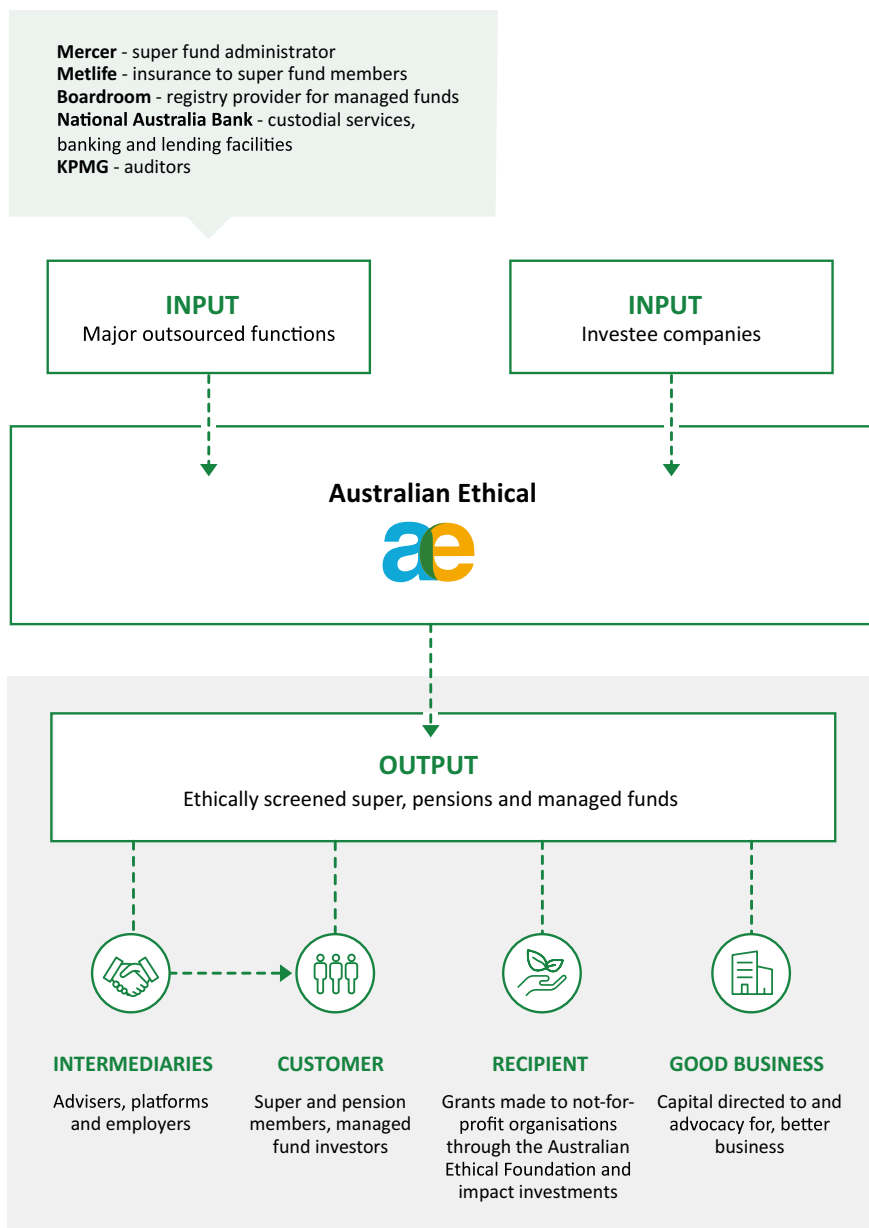 Mercer - super fund administrator
Metlife - insurance to super fund members
Boardroom - registry provider for managed funds
National Australia Bank - custodial services,
banking and lending facilities
KPMG - auditors
INPUT
Major outsourced functions
INPUT
Investee companies
Australian Ethical
ae
OUTPUT
Ethically screened super, pensions and managed funds
INTERMEDIARIES
Advisers, platforms
and employers
CUSTOMER
Super and pension
members, managed
fund investors
RECIPIENT
Grants made to not-for-
profit organisations
through the Australian
Ethical Foundation and
impact investments
GOOD BUSINESS
Capital directed to and
advocacy for, better
business